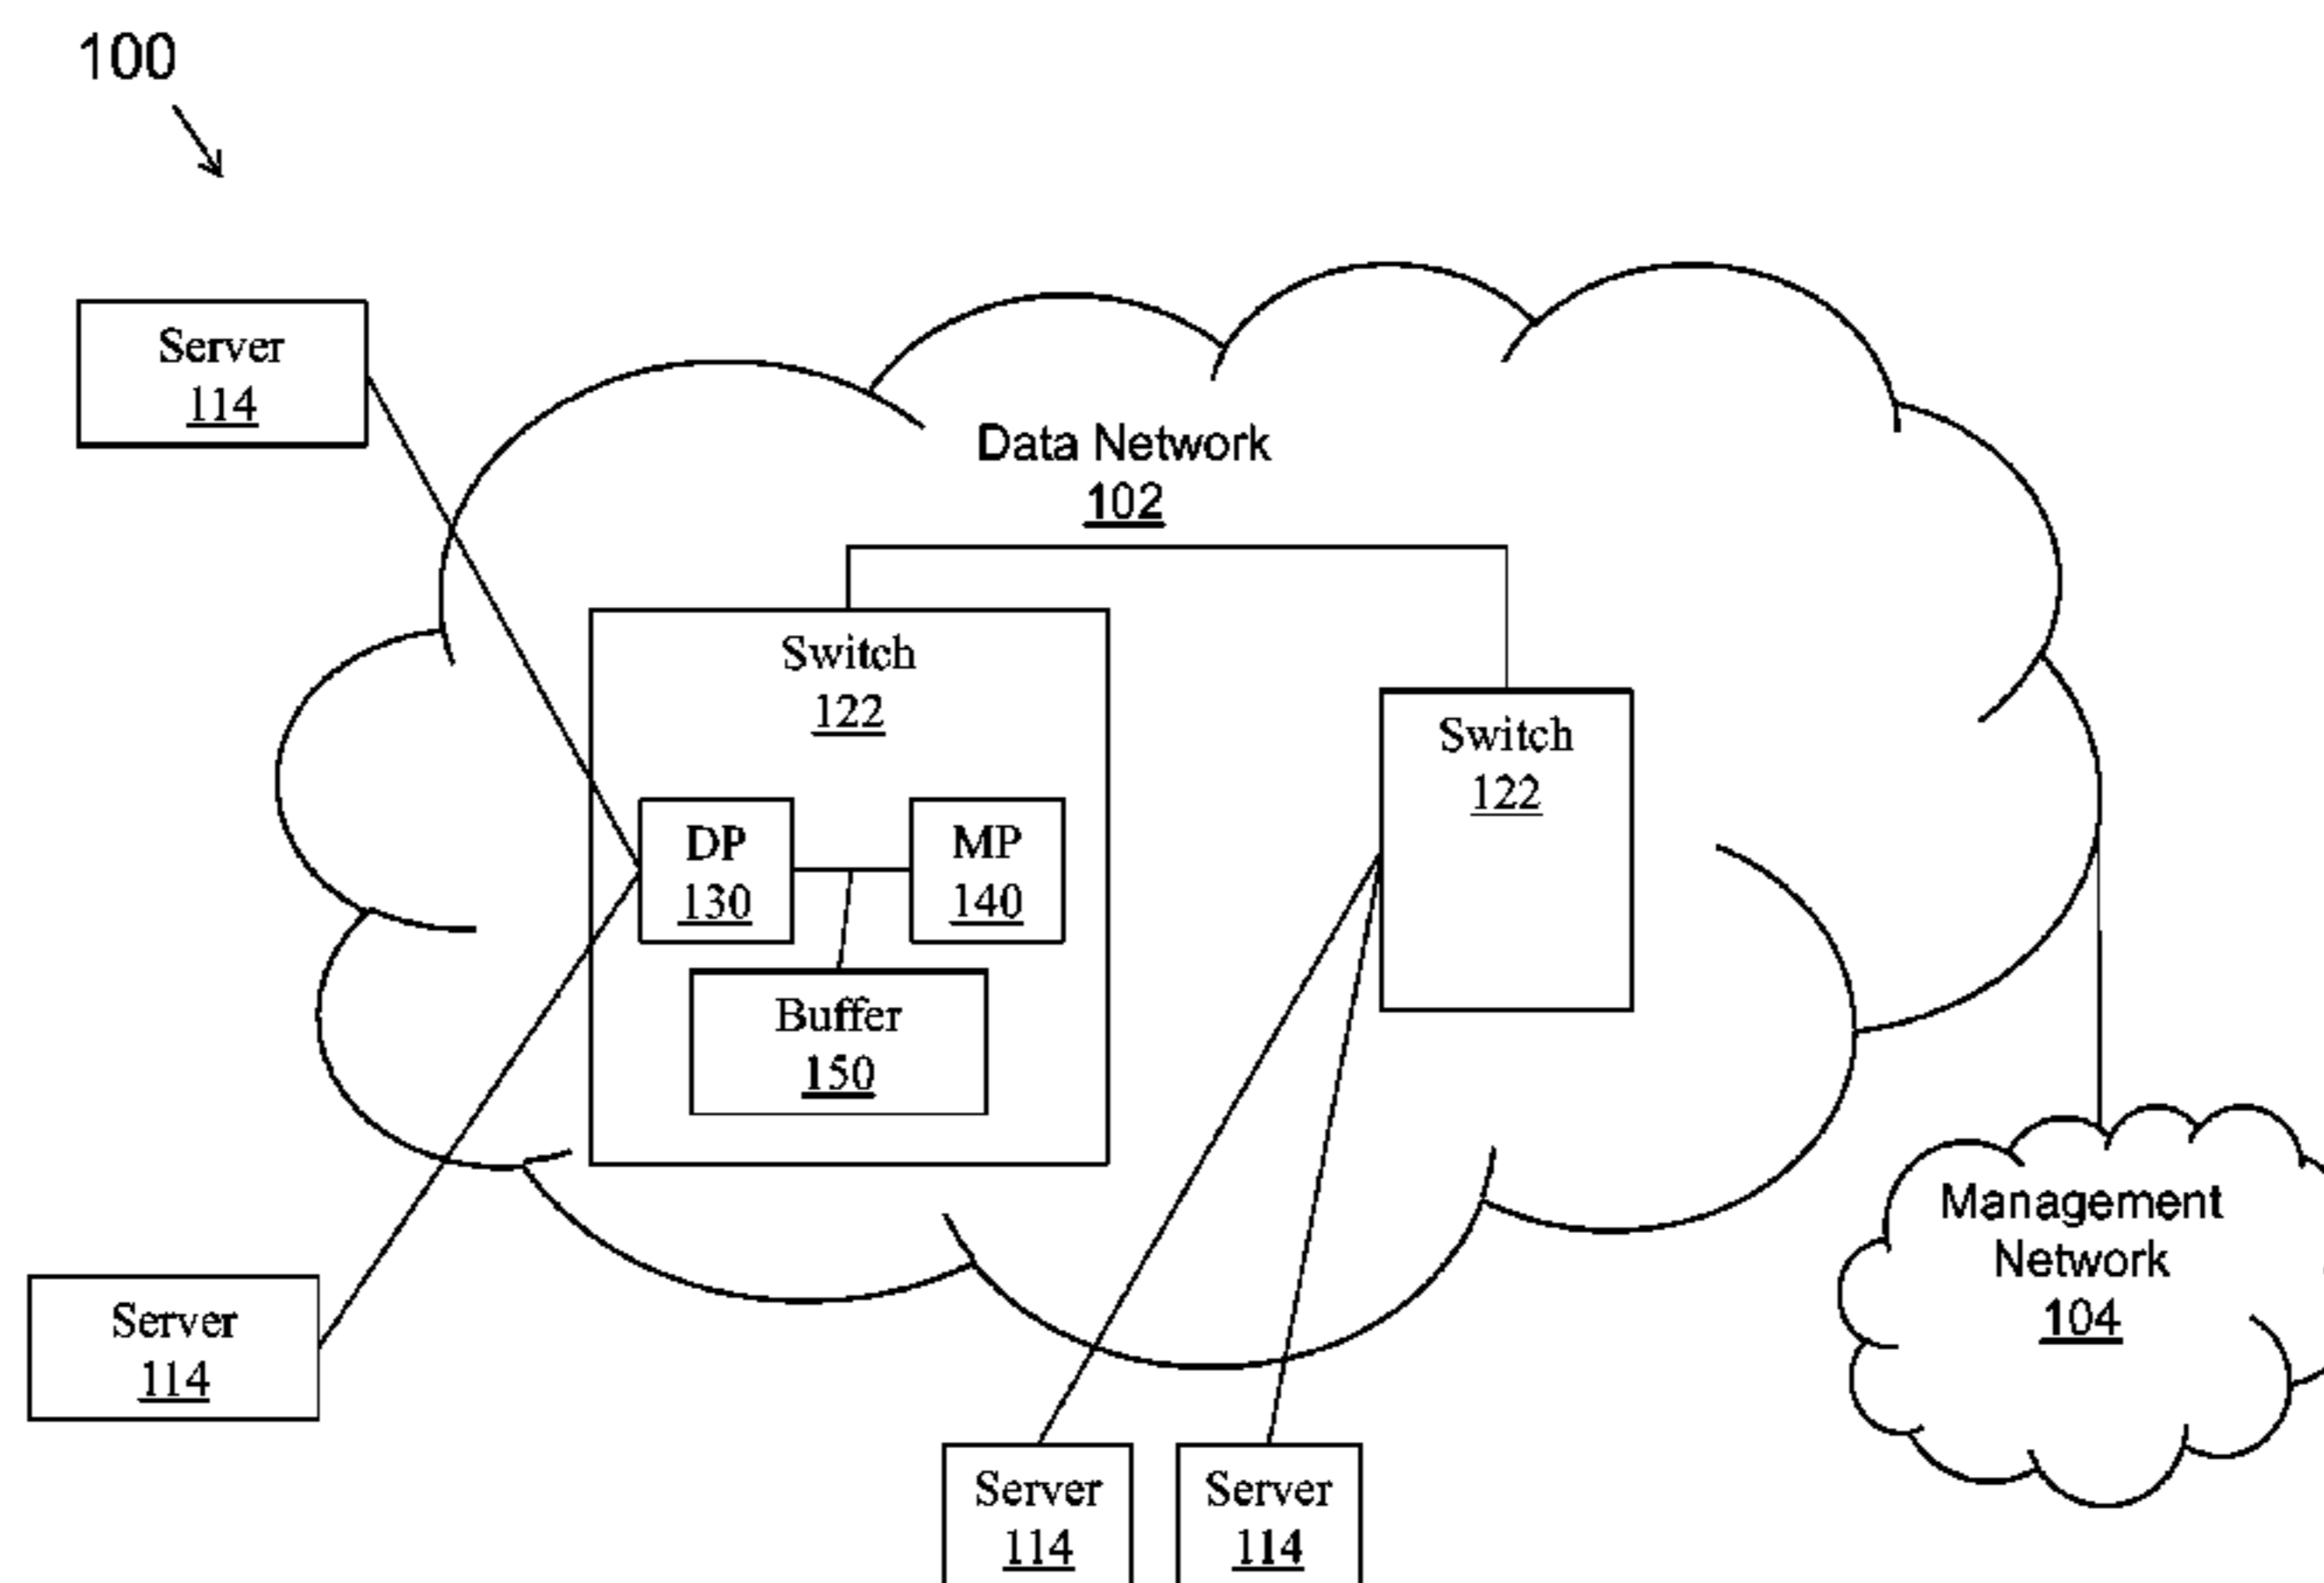 100
Server
114
Data Network
102
Switch
122
Switch
122
DP
130
MP
140
Buffer
150
Management
Network
104
Server
114
Server
114
Server
114